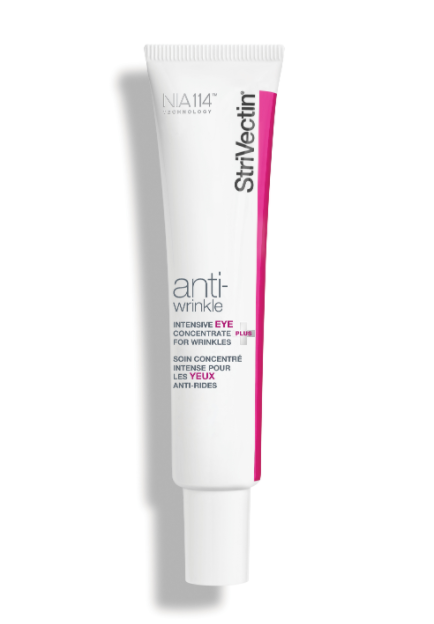 NIA114™
TECHNOLOGY
StriVectin®
anti-
wrinkle
INTENSIVE EYE
CONCENTRATE PLUS
FOR WRINKLES
SOIN CONCENTRÉ
INTENSE POUR
LES YEUX
ANTI-RIDES